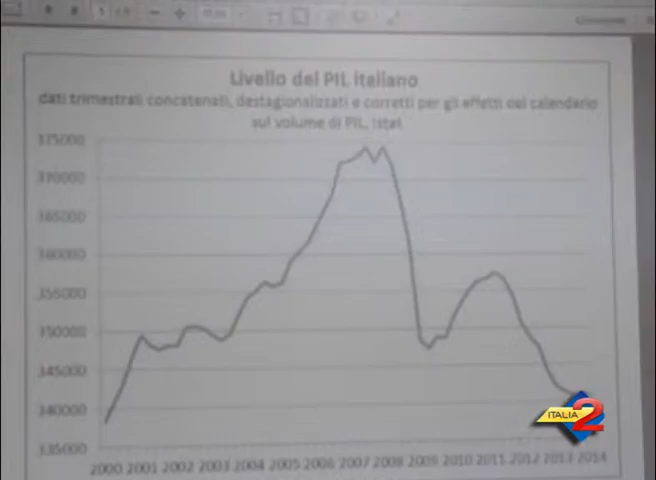 Livello del PIL italiano
dati trimestrali concatenati, destagionalizzati e corretti per gli effetti del calendario
sul volume di PIL. Istat
375000
370000
365000
360000
355000
350000
345000
340000
335000
2000 2001 2002 2003 2004 2005 2006 2007 2008 2009 2010 2011 2012 2013 2014
ITALIA 2